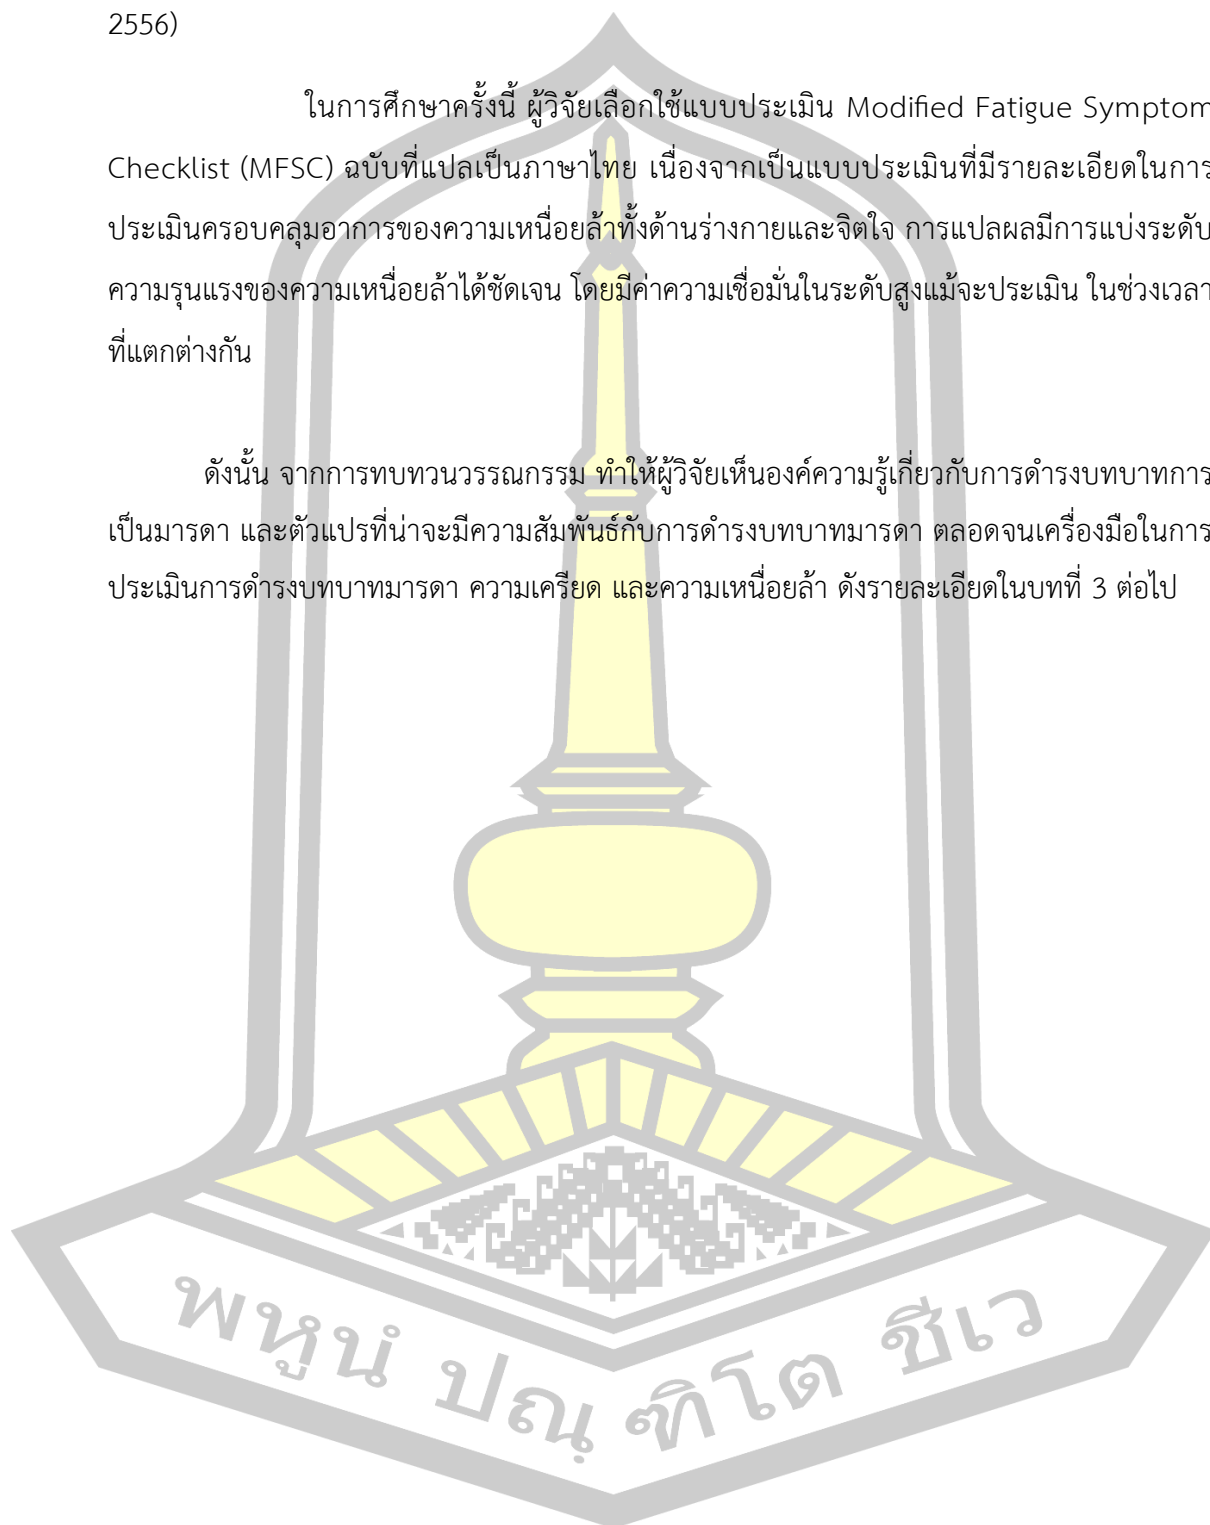 2556)
ในการศึกษาครั้งนี้ ผู้วิจัยเลือกใช้แบบประเมิน Modified Fatigue Symptom
Checklist (MFSC) ฉบับที่แปลเป็นภาษาไทย เนื่องจากเป็นแบบประเมินที่มีรายละเอียดในการ
ประเมินครอบคลุมอาการของความเหนื่อยล้าทั้งด้านร่างกายและจิตใจ การแปลผลมีการแบ่งระดับ
ความรุนแรงของความเหนื่อยล้าได้ชัดเจน โดยมีค่าความเชื่อมั่นในระดับสูงแม้จะประเมิน ในช่วงเวลา
ที่แตกต่างกัน
ดังนั้น จากการทบทวนวรรณกรรม ทำให้ผู้วิจัยเห็นองค์ความรู้เกี่ยวกับการดำรงบทบาทการ
เป็นมารดา และตัวแปรที่น่าจะมีความสัมพันธ์กับการดำรงบทบาทมารดา ตลอดจนเครื่องมือในการ
ประเมินการดำรงบทบาทมารดา ความเครียด และความเหนื่อยล้า ดังรายละเอียดในบทที่ 3 ต่อไป
พหูนํ ปณฺ ฑิโต ชีเว